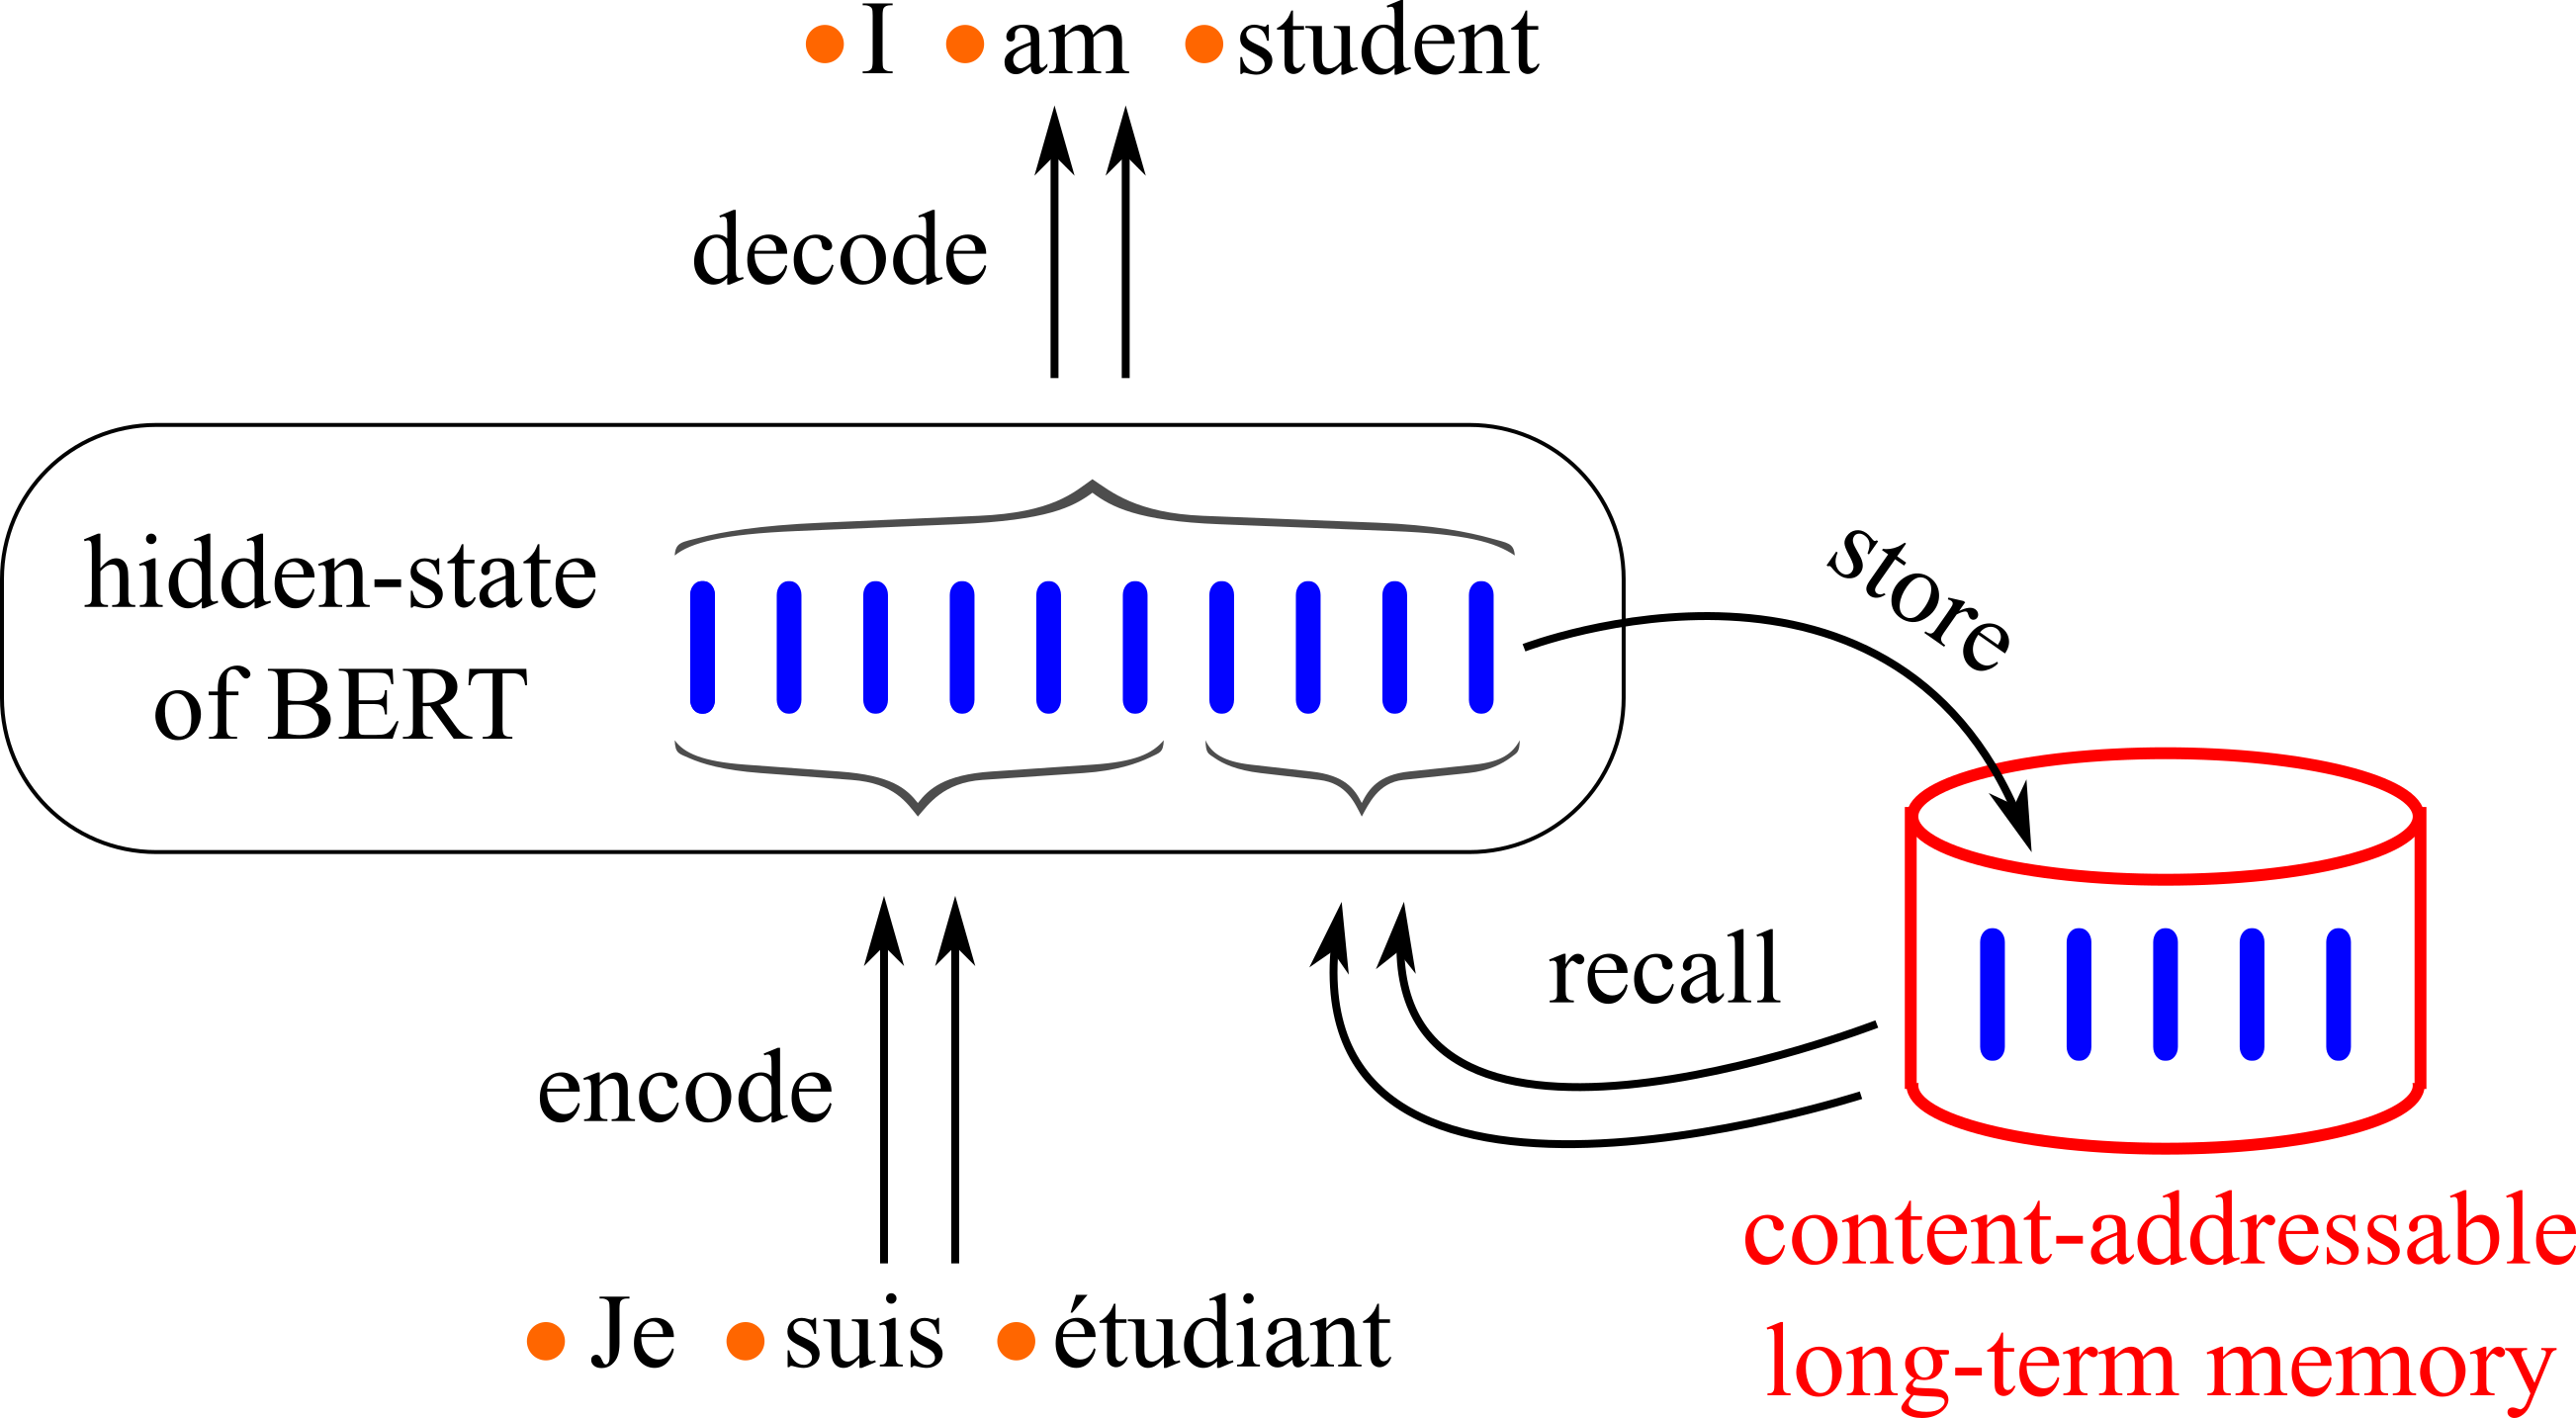 I am student
decode
hidden-state
of BERT
store
recall
encode
Je suis étudiant
content-addressable
long-term memory